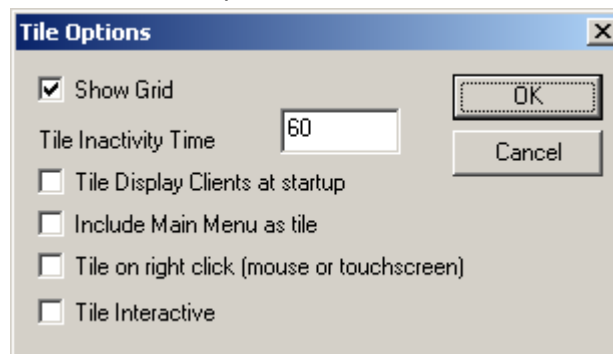 Tile Options
Show Grid
OK
Tile Inactivity Time 60
Cancel
Tile Display Clients at startup
Include Main Menu as tile
Tile on right click (mouse or touchscreen)
Tile Interactive